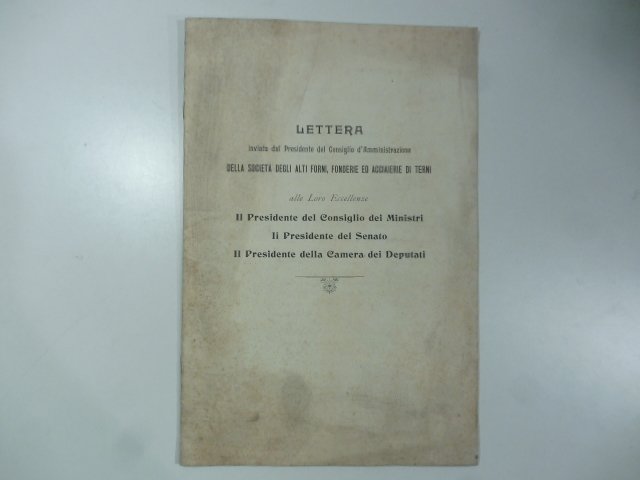 LETTERA
inviata dal Presidente del Consiglio d'Amministrazione
DELLA SOCIETÀ DEGLI ALTI FORNI, FONDERIE ED ACCIAIERIE DI TERNI
alle Loro Eccellenze
Il Presidente del Consiglio dei Ministri
Il Presidente del Senato
Il Presidente della Camera dei Deputati